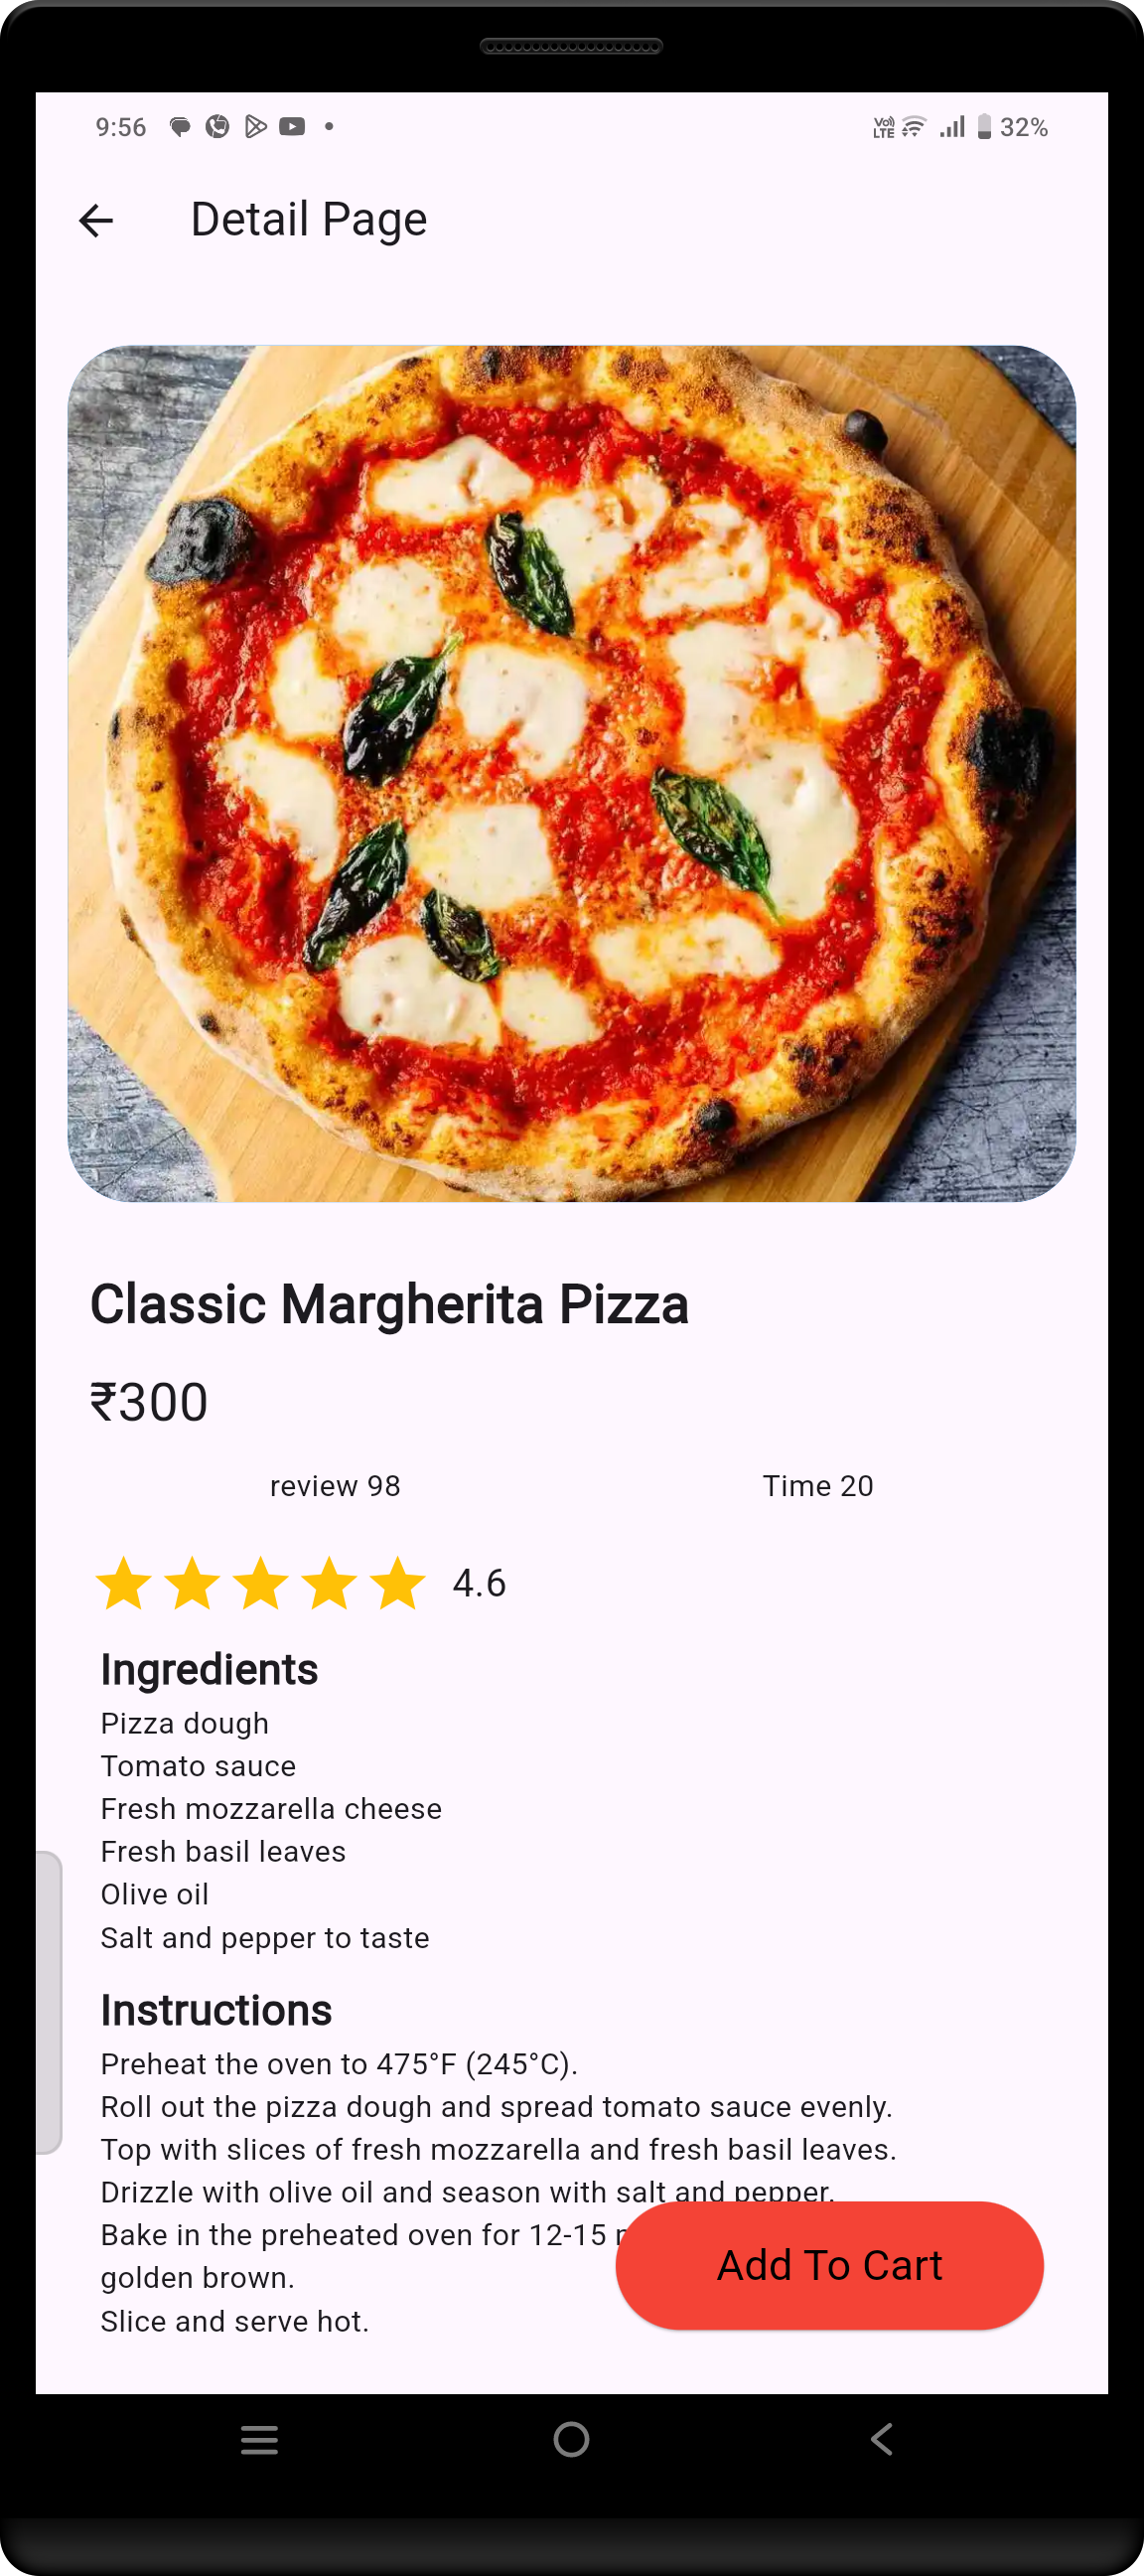 9:56
Vo)) LTE 32%
Detail Page
Classic Margherita Pizza
₹300
review 98 Time 20
4.6
Ingredients
Pizza dough
Tomato sauce
Fresh mozzarella cheese
Fresh basil leaves
Olive oil
Salt and pepper to taste
Instructions
Preheat the oven to 475°F (245°C).
Roll out the pizza dough and spread tomato sauce evenly.
Top with slices of fresh mozzarella and fresh basil leaves.
Drizzle with olive oil and season with salt and pepper.
Bake in the preheated oven for 12-15
golden brown.
Slice and serve hot.
Add To Cart